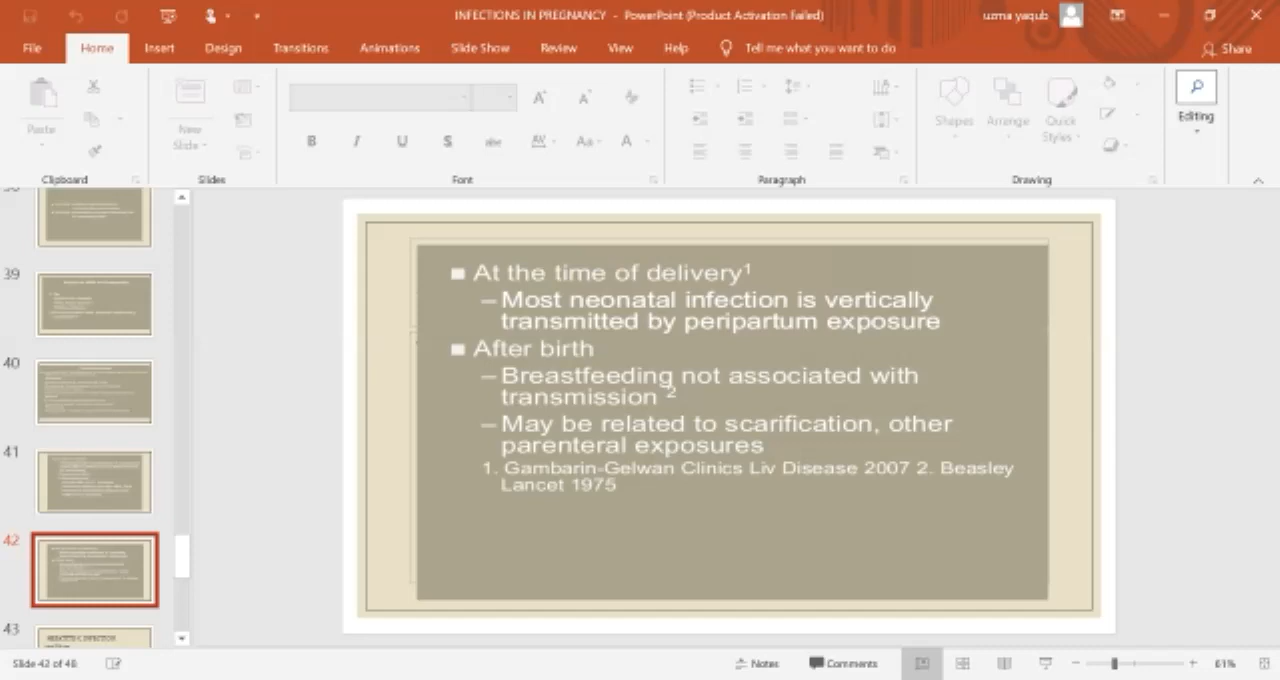 INFECTIONS IN PREGNANCY - PowerPoint (Product Activation Failed)
uzma yaqub
File Home Insert Design Transitions Animations Slide Show Review View Help Tell me what you want to do
Share
Paste
New
Slide
B I U S abc AV Aa A
Shapes Arrange Quick
Styles
Editing
Clipboard Slides Font Paragraph Drawing
39
40
41
42
43
■ At the time of delivery¹
– Most neonatal infection is vertically
transmitted by peripartum exposure
■ After birth
– Breastfeeding not associated with
transmission ²
– May be related to scarification, other
parenteral exposures
1. Gambarin-Gelwan Clinics Liv Disease 2007 2. Beasley
Lancet 1975
Slide 42 of 48
Notes Comments 61%